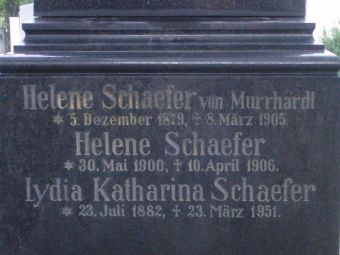 Helene Schaefer von Murrhardt
* 5. Dezember 1879, † 8. März 1905.
Helene Schaefer
* 30. Mai 1900, † 10. April 1906.
Lydia Katharina Schaefer
* 23. Juli 1882, † 23. März 1951.